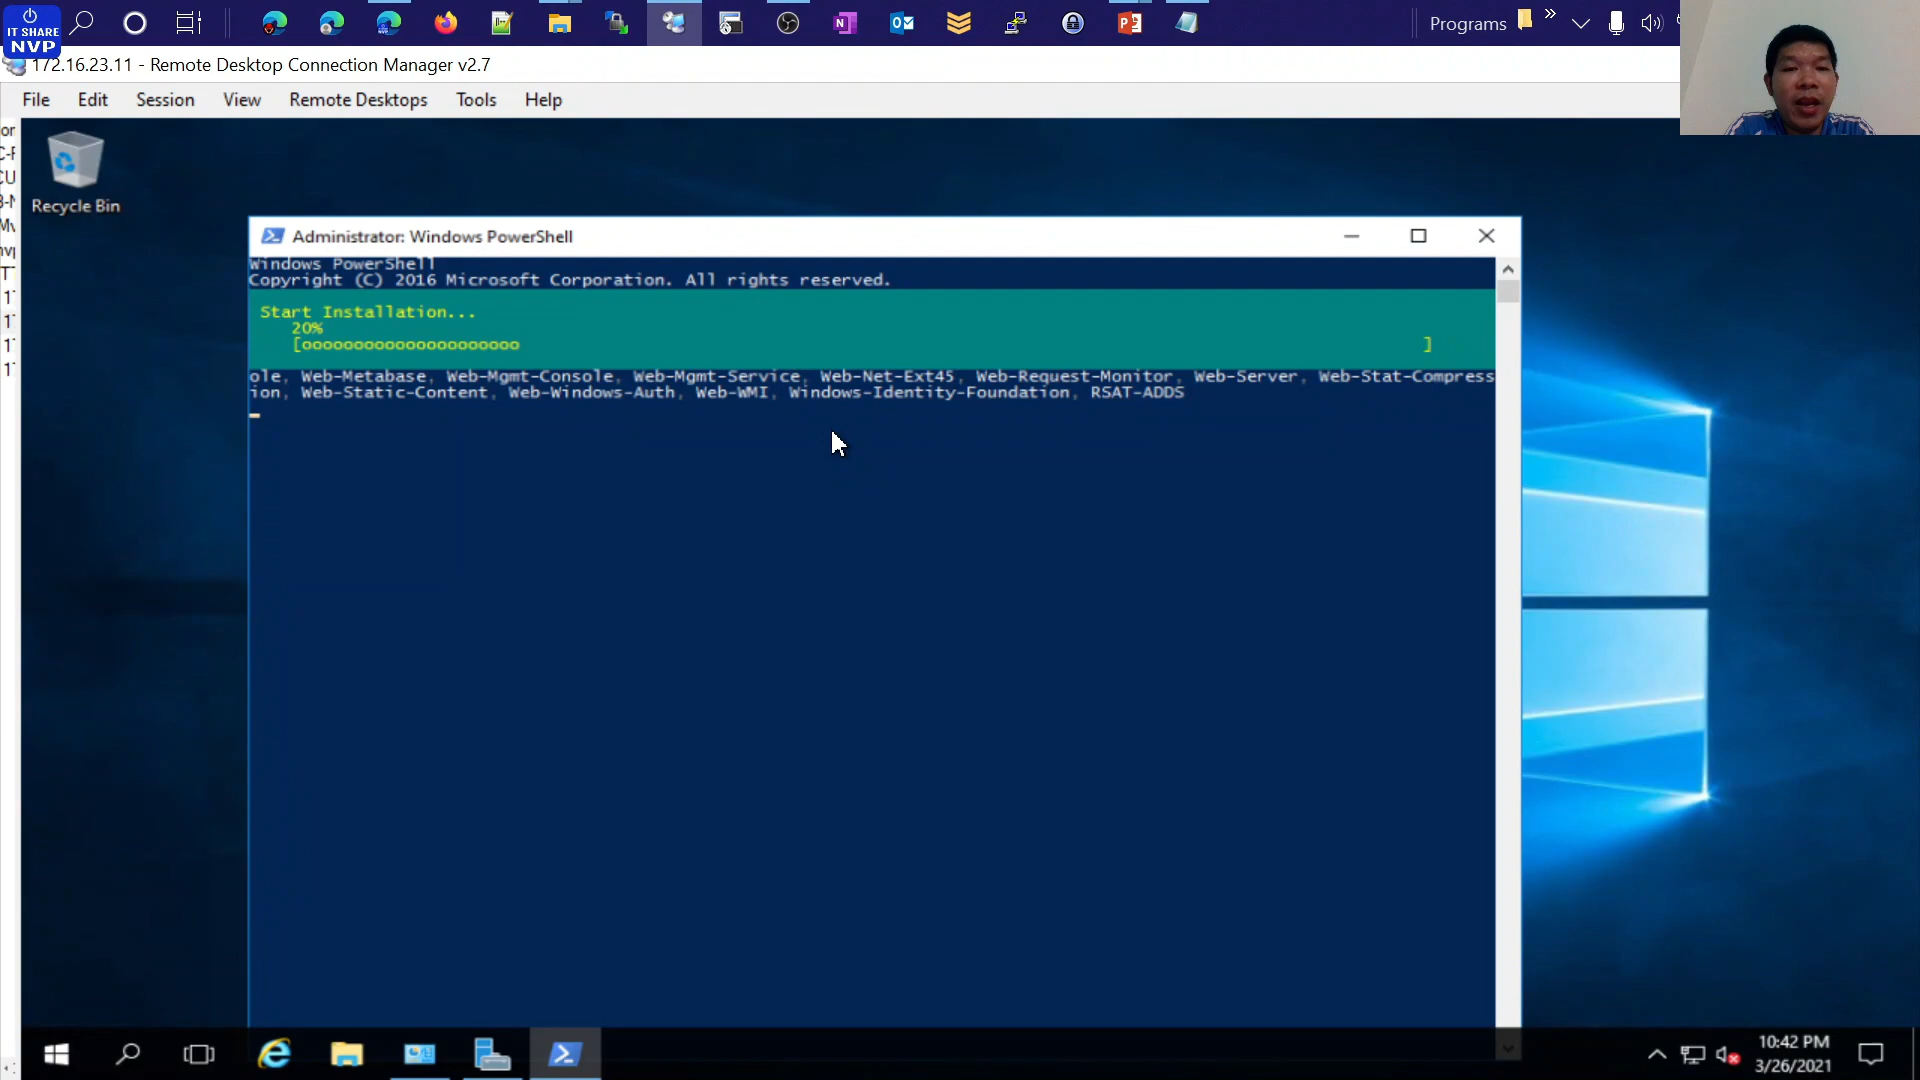 IT SHARE
NVP
Programs
172.16.23.11 - Remote Desktop Connection Manager v2.7
File Edit Session View Remote Desktops Tools Help
Recycle Bin
Administrator: Windows PowerShell
Windows PowerShell
Copyright (C) 2016 Microsoft Corporation. All rights reserved.
Start Installation...
20%
[ooooooooooooooooooooo ]
ole, Web-Metabase, Web-Mgmt-Console, Web-Mgmt-Service, Web-Net-Ext45, Web-Request-Monitor, Web-Server, Web-Stat-Compress
ion, Web-Static-Content, Web-Windows-Auth, Web-WMI, Windows-Identity-Foundation, RSAT-ADDS
10:42 PM
3/26/2021